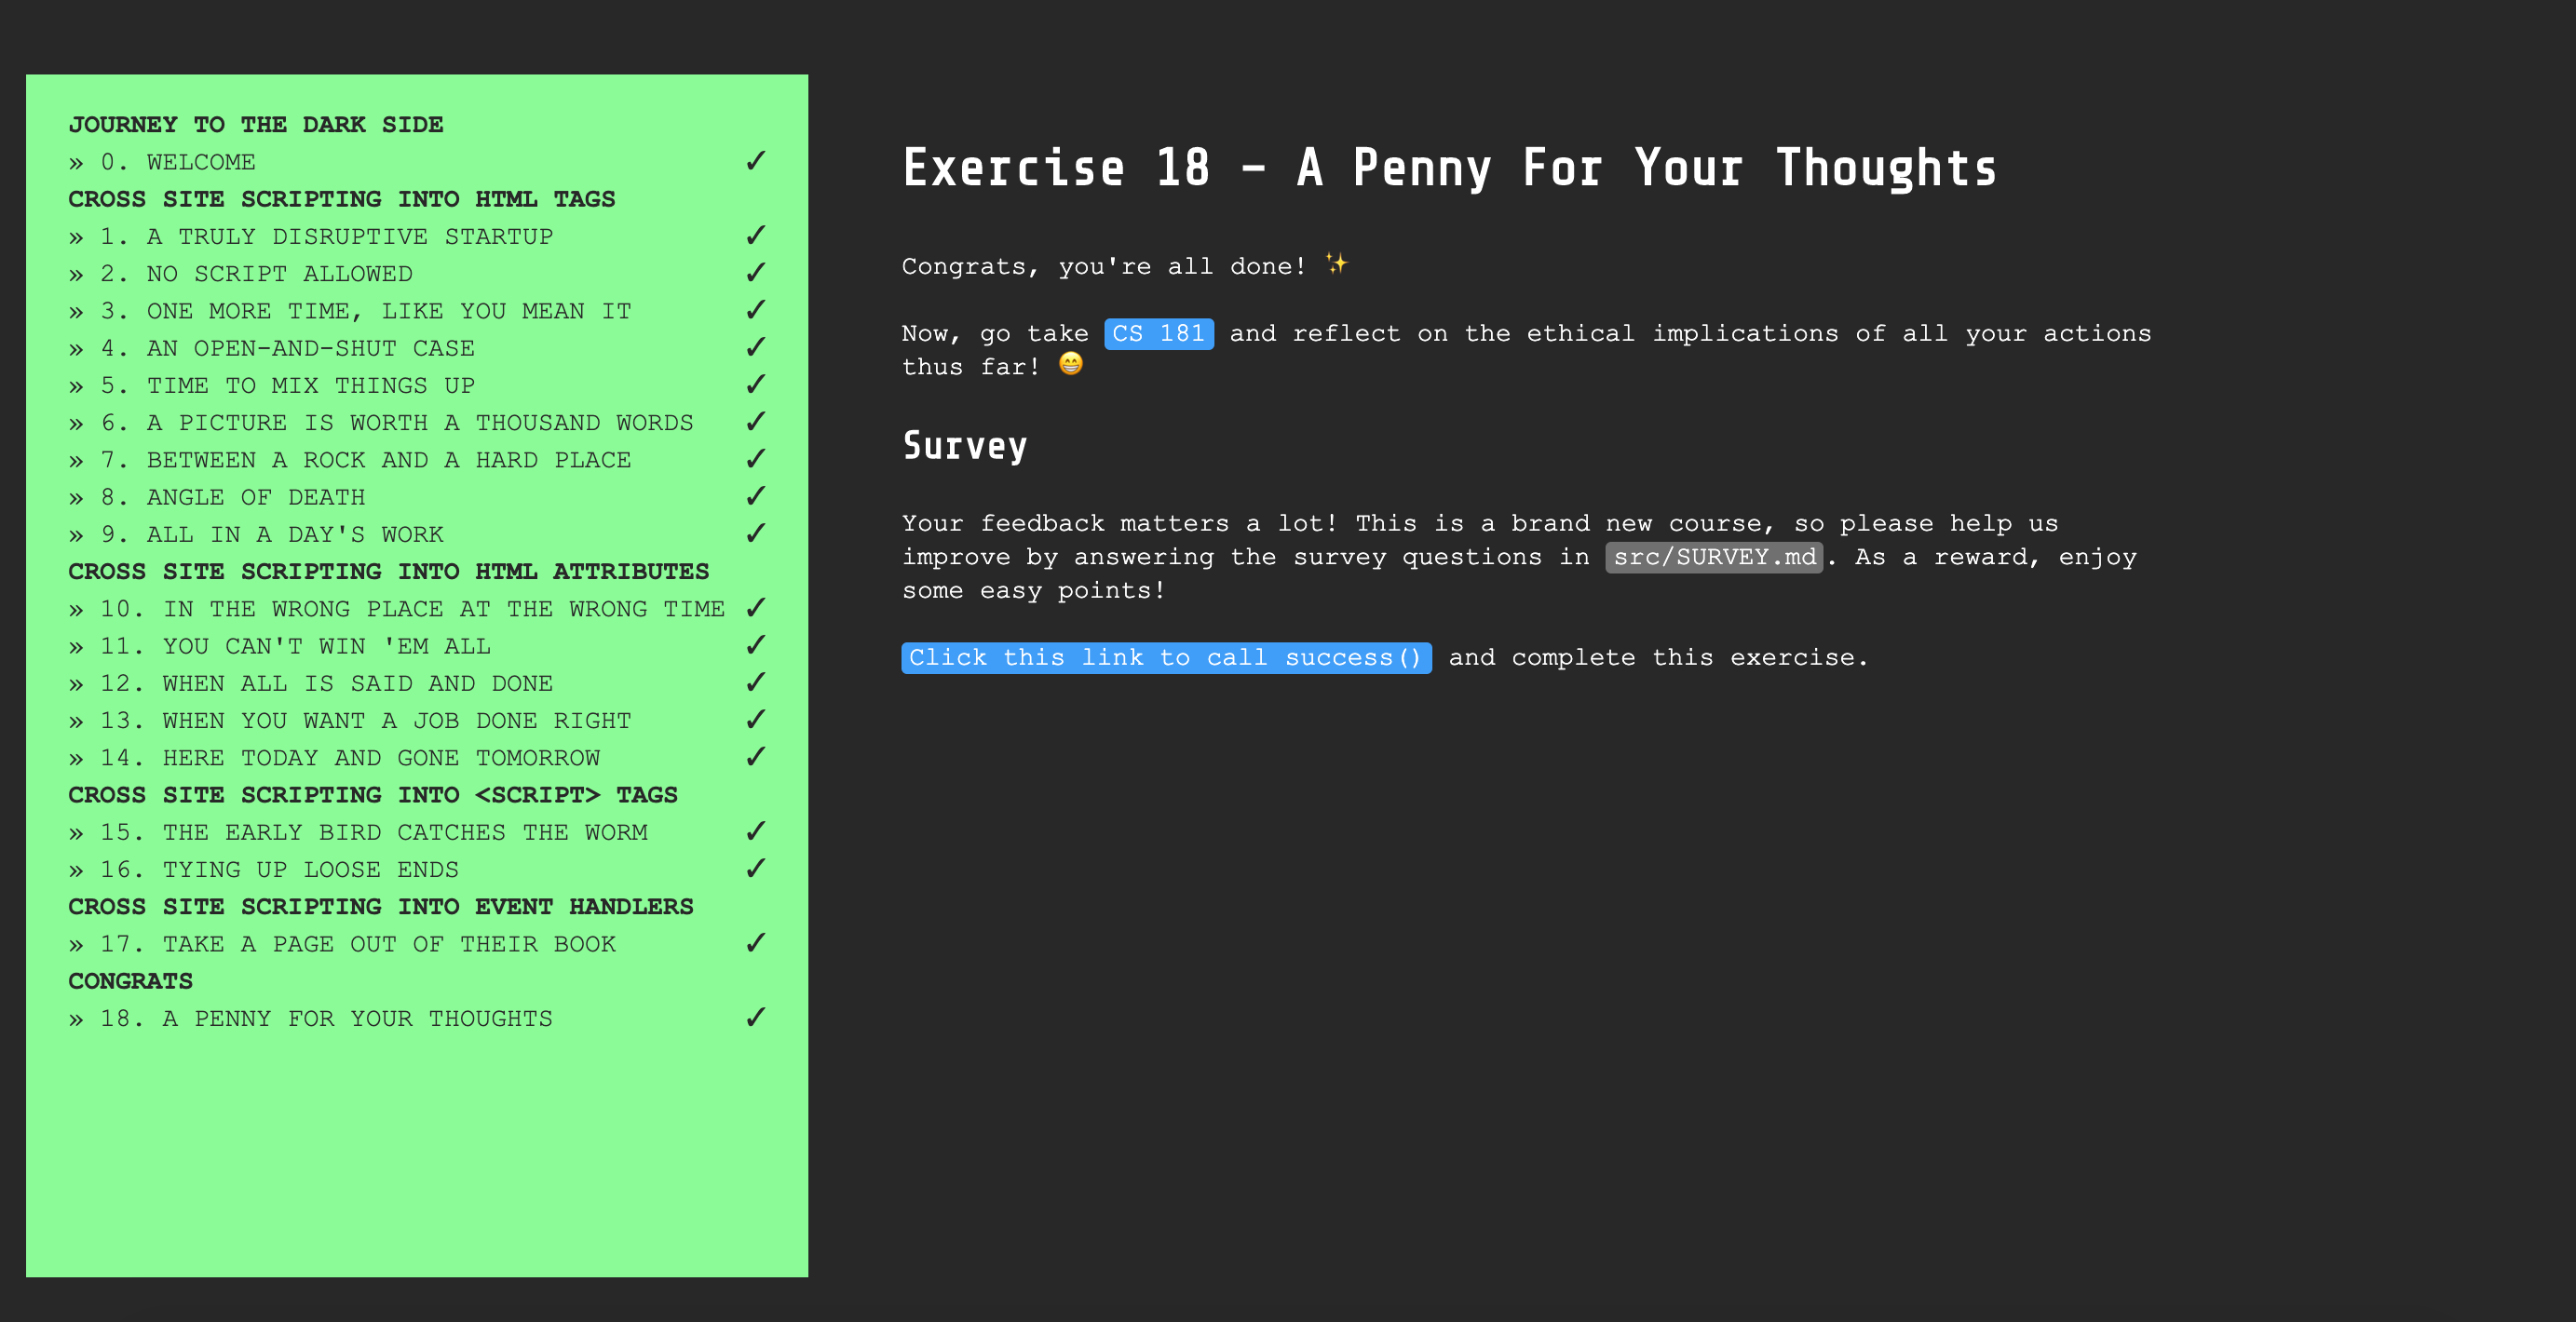 JOURNEY TO THE DARK SIDE
» 0. WELCOME ✓
CROSS SITE SCRIPTING INTO HTML TAGS
» 1. A TRULY DISRUPTIVE STARTUP ✓
» 2. NO SCRIPT ALLOWED ✓
» 3. ONE MORE TIME, LIKE YOU MEAN IT ✓
» 4. AN OPEN-AND-SHUT CASE ✓
» 5. TIME TO MIX THINGS UP ✓
» 6. A PICTURE IS WORTH A THOUSAND WORDS ✓
» 7. BETWEEN A ROCK AND A HARD PLACE ✓
» 8. ANGLE OF DEATH ✓
» 9. ALL IN A DAY'S WORK ✓
CROSS SITE SCRIPTING INTO HTML ATTRIBUTES
» 10. IN THE WRONG PLACE AT THE WRONG TIME ✓
» 11. YOU CAN'T WIN 'EM ALL ✓
» 12. WHEN ALL IS SAID AND DONE ✓
» 13. WHEN YOU WANT A JOB DONE RIGHT ✓
» 14. HERE TODAY AND GONE TOMORROW ✓
CROSS SITE SCRIPTING INTO <SCRIPT> TAGS
» 15. THE EARLY BIRD CATCHES THE WORM ✓
» 16. TYING UP LOOSE ENDS ✓
CROSS SITE SCRIPTING INTO EVENT HANDLERS
» 17. TAKE A PAGE OUT OF THEIR BOOK ✓
CONGRATS
» 18. A PENNY FOR YOUR THOUGHTS ✓
Exercise 18 – A Penny For Your Thoughts
Congrats, you're all done! ✨
Now, go take CS 181 and reflect on the ethical implications of all your actions
thus far! 😁
Survey
Your feedback matters a lot! This is a brand new course, so please help us
improve by answering the survey questions in src/SURVEY.md. As a reward, enjoy
some easy points!
Click this link to call success() and complete this exercise.